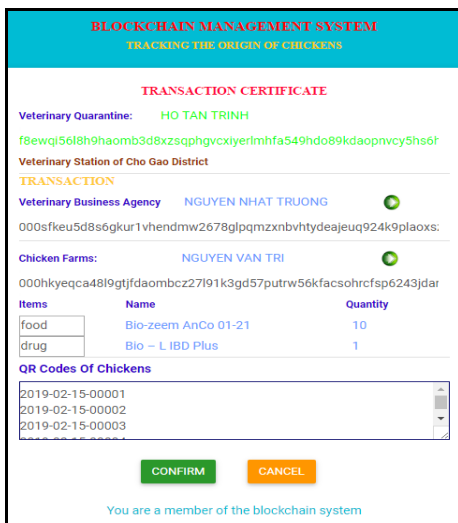 BLOCKCHAIN MANAGEMENT SYSTEM
TRACKING THE ORIGIN OF CHICKENS
TRANSACTION CERTIFICATE
Veterinary Quarantine: HO TAN TRINH
f8ewqi56l8h9haomb3d8xzsqphgvcxiyerlmhfa549hdo89kdaopnvcy5hs6h
Veterinary Station of Cho Gao District
TRANSACTION
Veterinary Business Agency NGUYEN NHAT TRUONG
000sfkeu5d8s6gkur1vhendmw2678glpqmzxnbvhtydeajeuq924k9plaoxs
Chicken Farms: NGUYEN VAN TRI
000hkyeqca48l9gtjfdaombcz27l91k3gd57putrw56kfacsohrcfsp6243jdar
Items Name Quantity
food Bio-zeem AnCo 01-21 10
drug Bio – L IBD Plus 1
QR Codes Of Chickens
2019-02-15-00001
2019-02-15-00002
2019-02-15-00003
CONFIRM CANCEL
You are a member of the blockchain system